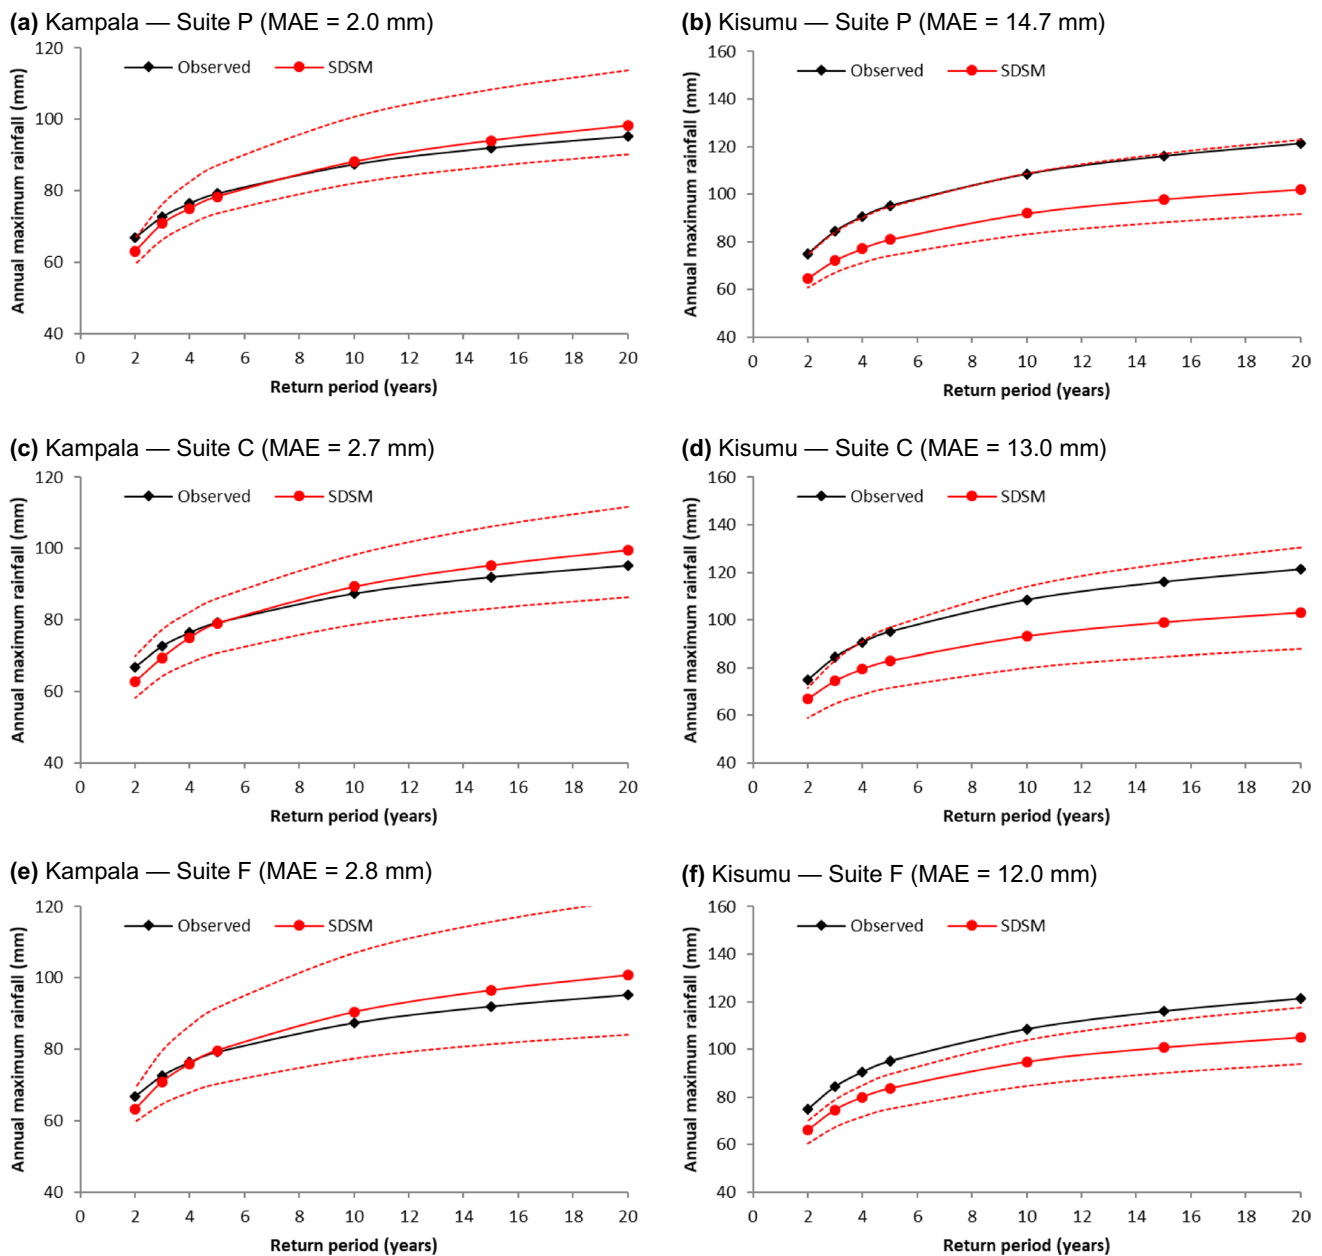 (a) Kampala — Suite P (MAE = 2.0 mm)
120
100
80
60
40
Annual maximum rainfall (mm)
Observed
SDSM
0 2 4 6 8 10 12 14 16 18 20
Return period (years)
(b) Kisumu — Suite P (MAE = 14.7 mm)
160
140
120
100
80
60
40
Annual maximum rainfall (mm)
Observed
SDSM
0 2 4 6 8 10 12 14 16 18 20
Return period (years)
(c) Kampala — Suite C (MAE = 2.7 mm)
120
100
80
60
40
Annual maximum rainfall (mm)
Observed
SDSM
0 2 4 6 8 10 12 14 16 18 20
Return period (years)
(d) Kisumu — Suite C (MAE = 13.0 mm)
160
140
120
100
80
60
40
Annual maximum rainfall (mm)
Observed
SDSM
0 2 4 6 8 10 12 14 16 18 20
Return period (years)
(e) Kampala — Suite F (MAE = 2.8 mm)
120
100
80
60
40
Annual maximum rainfall (mm)
Observed
SDSM
0 2 4 6 8 10 12 14 16 18 20
Return period (years)
(f) Kisumu — Suite F (MAE = 12.0 mm)
160
140
120
100
80
60
40
Annual maximum rainfall (mm)
Observed
SDSM
0 2 4 6 8 10 12 14 16 18 20
Return period (years)